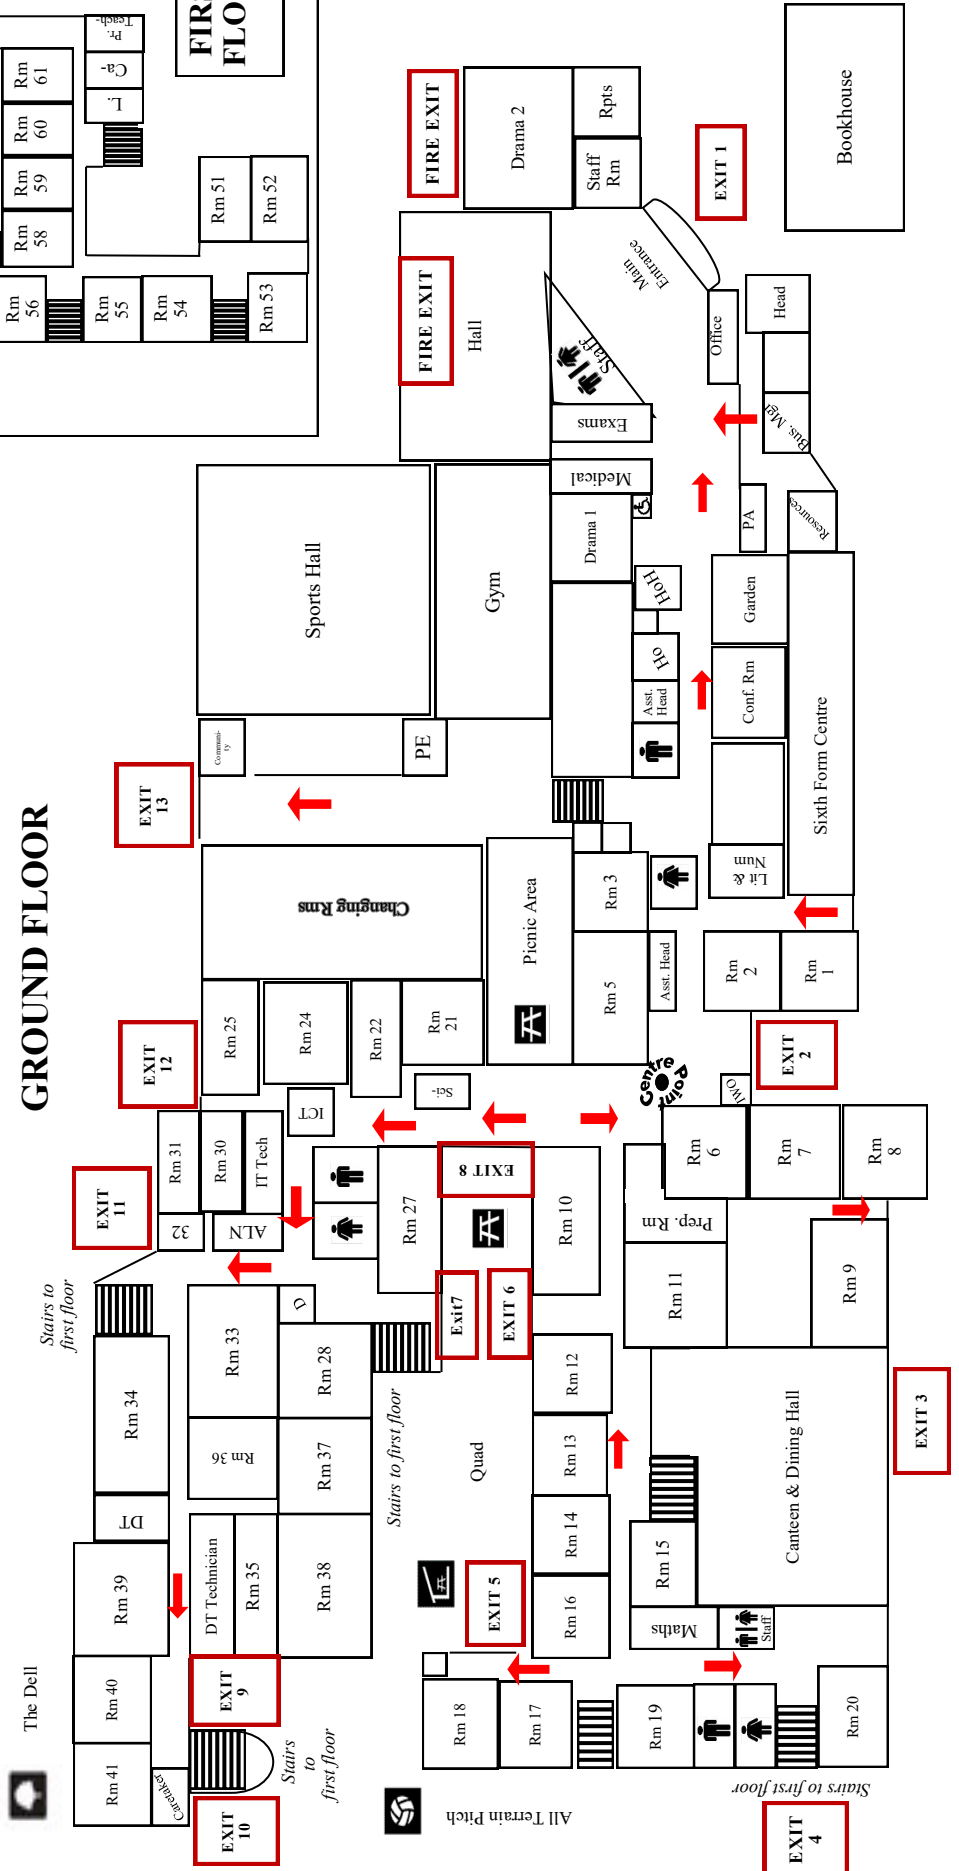 GROUND FLOOR
FIR
FLO
Pr.
Teach-
Ca-
L.
Rm
61
Rm
60
Rm
59
Rm
58
Rm
56
Rm
55
Rm
54
Rm 53
Rm 51
Rm 52
FIRE EXIT
Drama 2
Rpts
Staff
Rm
EXIT 1
Bookhouse
Main
Entrance
FIRE EXIT
Hall
Staff
Exams
Office
Head
Bus. Mgr
Medical
Drama 1
PA
Resources
Sports Hall
Gym
HoH
Ho
Asst.
Head
Garden
Conf. Rm
Sixth Form Centre
Lit &
Num
Communi-
ty
PE
EXIT
13
Changing Rms
Picnic Area
Rm 3
Rm 5
Asst. Head
Rm
2
Rm
1
Rm 25
Rm 24
Rm 22
Rm
21
EXIT
12
ICT
Sci-
Centre
Point
IWO
EXIT
2
EXIT
11
Rm 31
Rm 30
IT Tech
32
ALN
Rm 27
EXIT 8
Rm 10
Rm
6
Rm
7
Rm
8
Prep. Rm
Rm 11
Rm 9
Exit7
EXIT 6
Stairs to
first floor
Rm 33
D
Rm 28
Rm 34
Rm 36
Rm 37
Stairs to first floor
Quad
Rm 12
Rm 13
Rm 14
Rm 16
Rm 15
Canteen & Dining Hall
EXIT 3
DT
Rm 39
DT Technician
Rm 35
Rm 38
EXIT 5
Maths
Staff
The Dell
Rm 40
Rm 41
Caretaker
EXIT
9
Stairs
to
first floor
EXIT
10
Rm 18
Rm 17
Rm 19
Rm 20
All Terrain Pitch
Stairs to first floor
EXIT
4